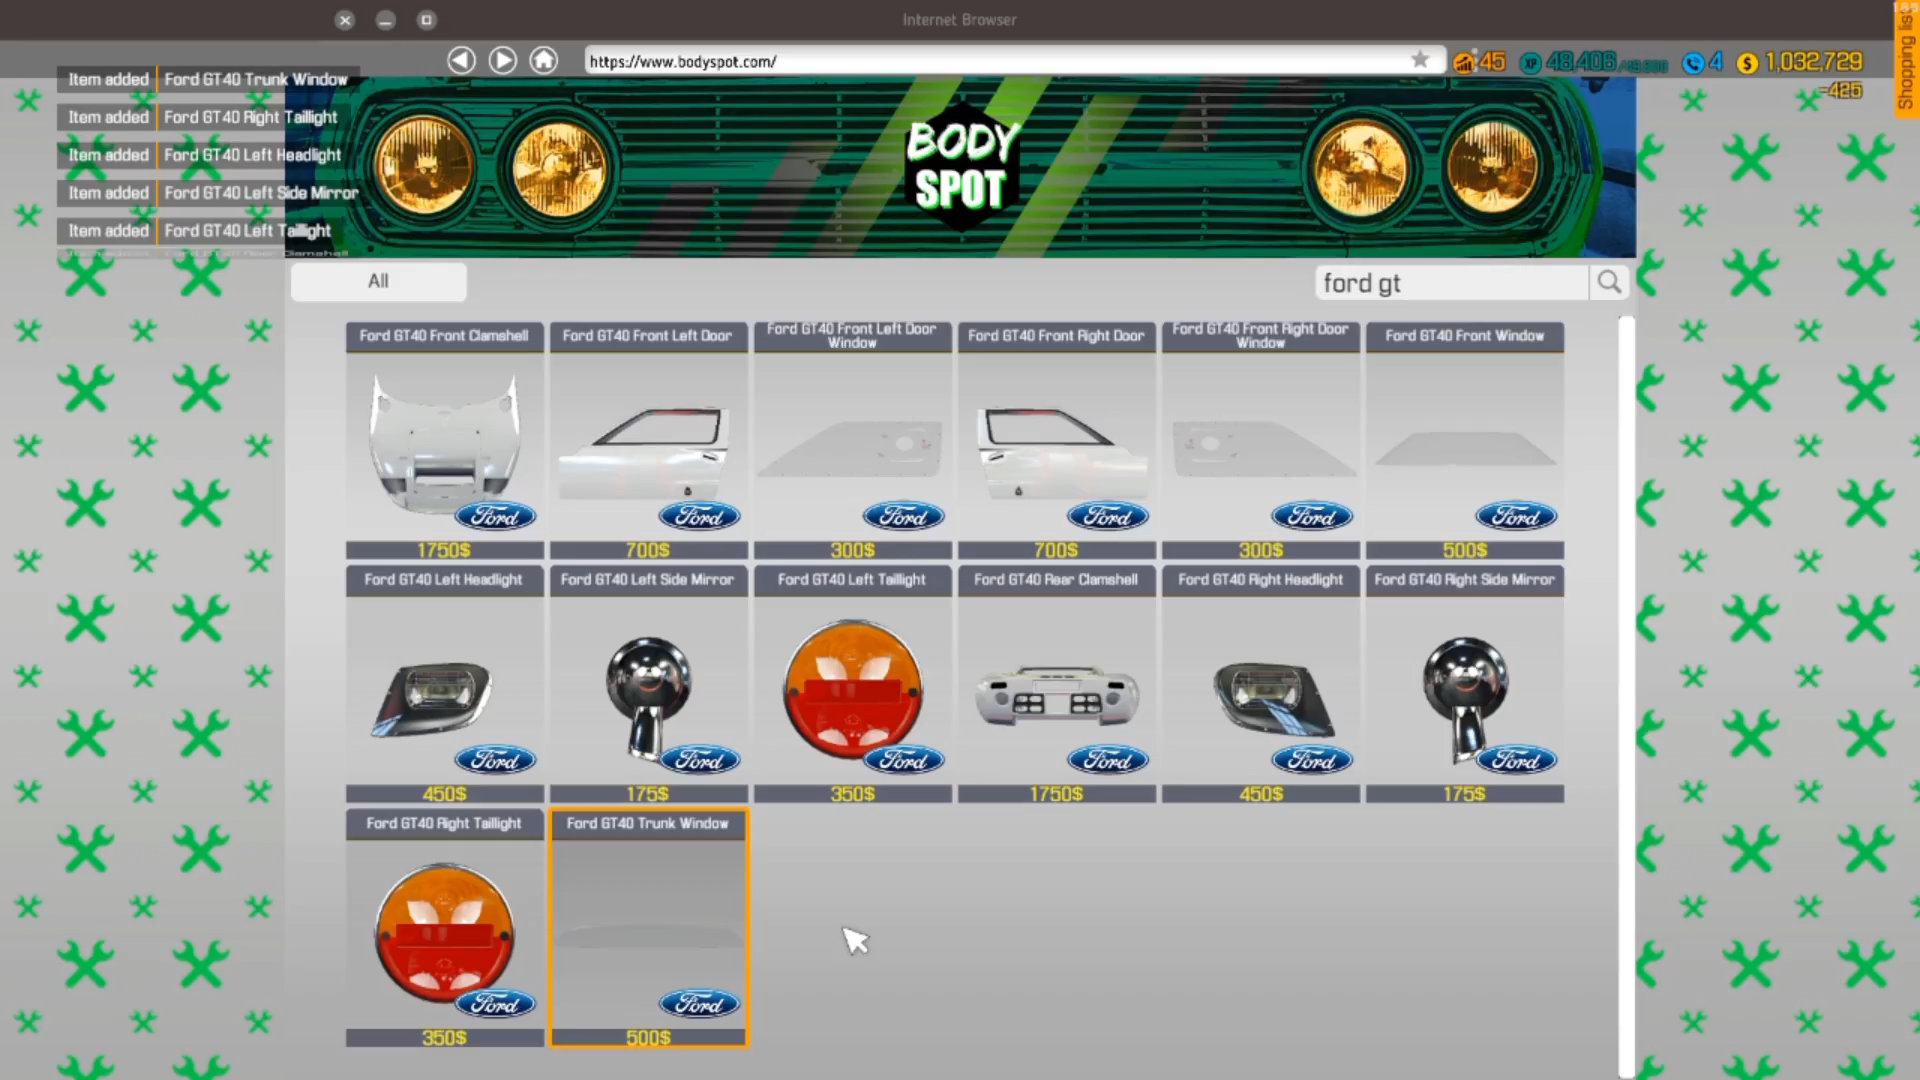 Internet Browser
https://www.bodyspot.com/
45
XP 48,406
4
$ 1,032,729
-425
Shopping list
Item added Ford GT40 Trunk Window
Item added Ford GT40 Right Taillight
Item added Ford GT40 Left Headlight
Item added Ford GT40 Left Side Mirror
Item added Ford GT40 Left Taillight
Item added Ford GT40 Rear Clamshell
BODY
SPOT
All
ford gt
Ford GT40 Front Clamshell
Ford
1750$
Ford GT40 Front Left Door
Ford
700$
Ford GT40 Front Left Door
Window
Ford
300$
Ford GT40 Front Right Door
Ford
700$
Ford GT40 Front Right Door
Window
Ford
300$
Ford GT40 Front Window
Ford
500$
Ford GT40 Left Headlight
Ford
450$
Ford GT40 Left Side Mirror
Ford
175$
Ford GT40 Left Taillight
Ford
350$
Ford GT40 Rear Clamshell
Ford
1750$
Ford GT40 Right Headlight
Ford
450$
Ford GT40 Right Side Mirror
Ford
175$
Ford GT40 Right Taillight
Ford
350$
Ford GT40 Trunk Window
Ford
500$